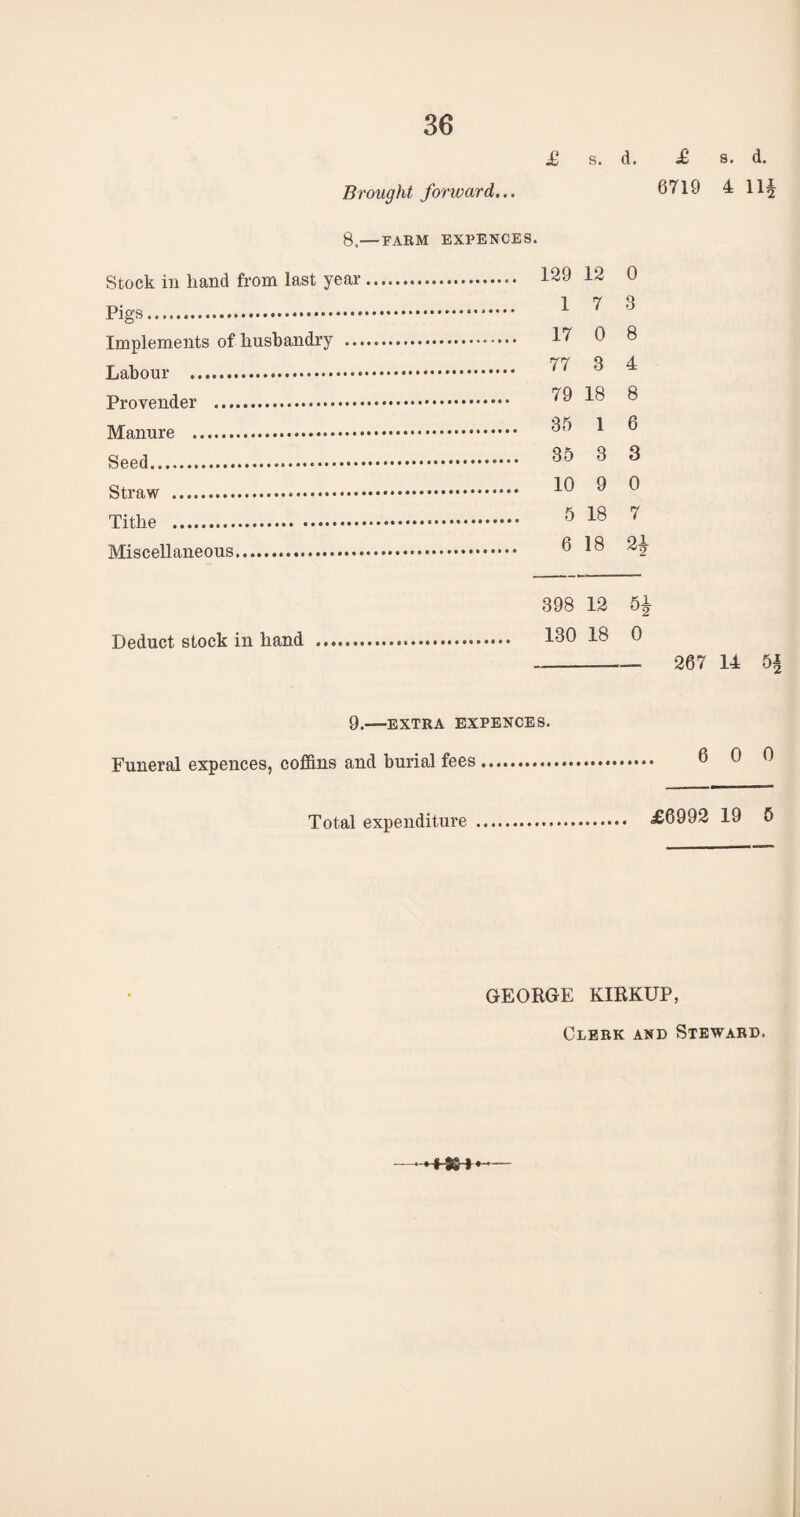 36
£ s. d. £ s. d.
Brought forward... 6719 4 11½
8.—FARM EXPENCES.
Stock in hand from last year........................ 129 12 0
Pigs............................................................ 1 7 3
Implements of husbandry ........................... 17 0 8
Labour ...................................................... 77 3 4
Provender .................................................. 79 18 8
Manure ...................................................... 35 1 6
Seed............................................................ 35 3 3
Straw ......................................................... 10 9 0
Tithe ......................................................... 5 18 7
Miscellaneous............................................... 6 18 2½
398 12 5½
Deduct stock in hand ................................ 130 18 0
267 14 5½
9.—EXTRA EXPENCES.
Funeral expences, coffins and burial fees........................... 6 0 0
Total expenditure ........................ £6992 19 5
GEORGE KIRKUP,
CLERK AND STEWARD.